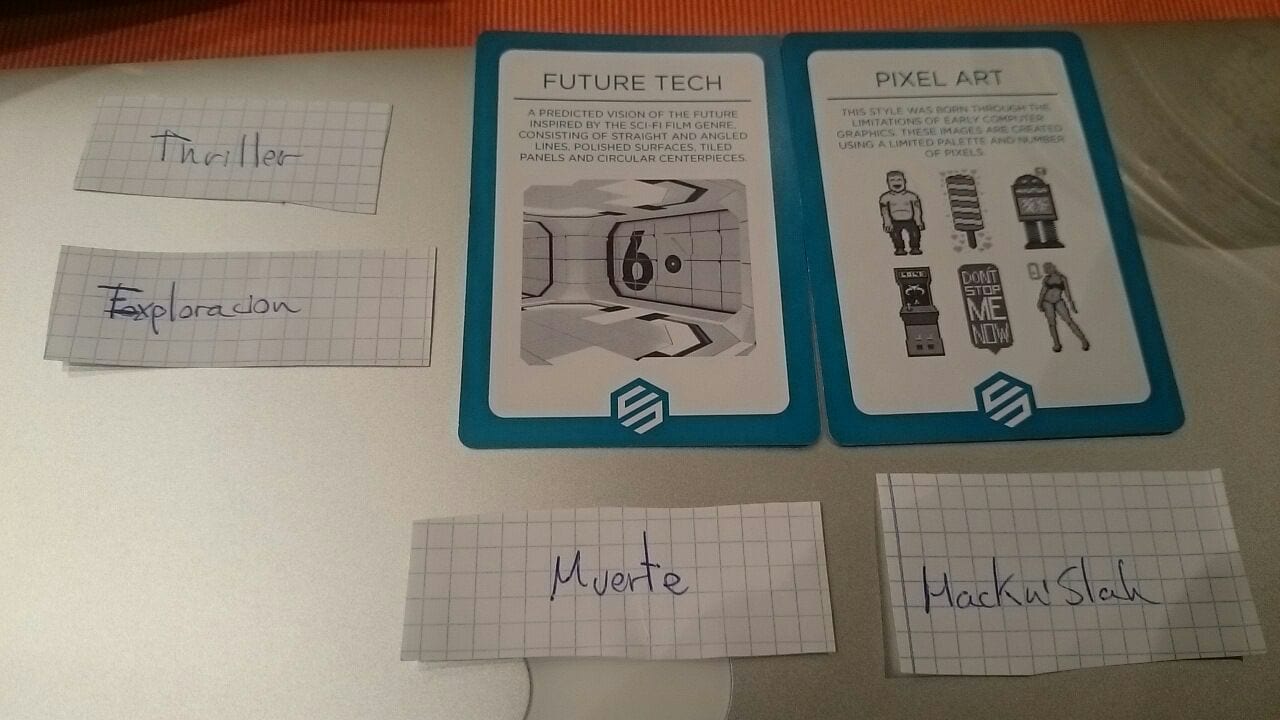 Thriller
Exploracion
FUTURE TECH
A PREDICTED VISION OF THE FUTURE
INSPIRED BY THE SCI-FI FILM GENRE,
CONSISTING OF STRAIGHT AND ANGLED
LINES, POLISHED SURFACES, TILED
PANELS AND CIRCULAR CENTERPIECES.
6
PIXEL ART
THIS STYLE WAS BORN THROUGH THE
LIMITATIONS OF EARLY COMPUTER
GRAPHICS. THESE IMAGES ARE CREATED
USING A LIMITED PALETTE AND NUMBER
OF PIXELS.
DONT
STOP
ME
NOW
Muerte
Hack n' Slah